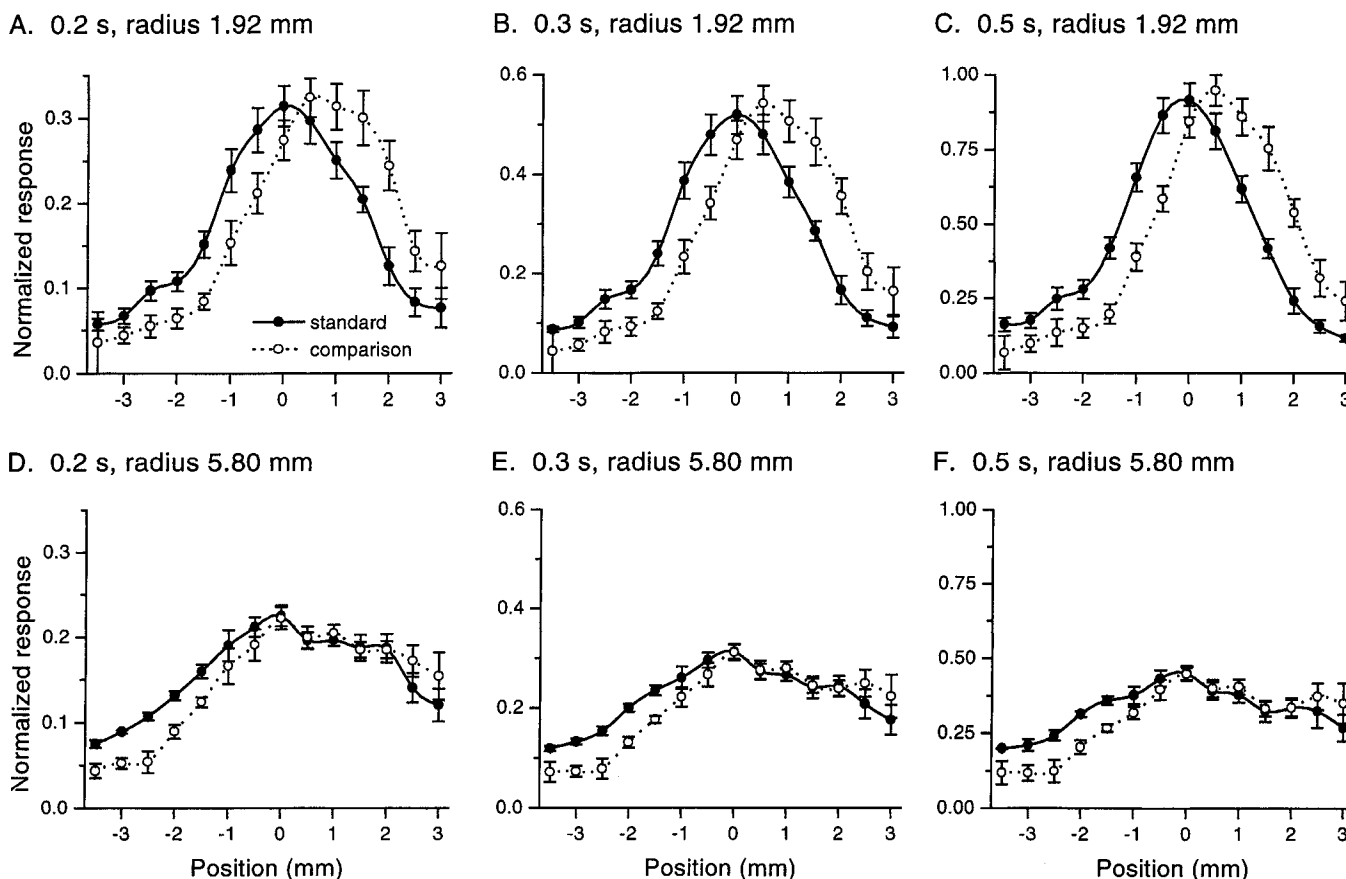 A. 0.2 s, radius 1.92 mm
B. 0.3 s, radius 1.92 mm
C. 0.5 s, radius 1.92 mm
Normalized response
0.3
0.2
0.1
0.0
standard
comparison
-3 -2 -1 0 1 2 3
0.6
0.4
0.2
0.0
-3 -2 -1 0 1 2 3
1.00
0.75
0.50
0.25
0.00
-3 -2 -1 0 1 2 3
D. 0.2 s, radius 5.80 mm
E. 0.3 s, radius 5.80 mm
F. 0.5 s, radius 5.80 mm
Normalized response
0.3
0.2
0.1
0.0
-3 -2 -1 0 1 2 3
Position (mm)
0.6
0.4
0.2
0.0
-3 -2 -1 0 1 2 3
Position (mm)
1.00
0.75
0.50
0.25
0.00
-3 -2 -1 0 1 2 3
Position (mm)